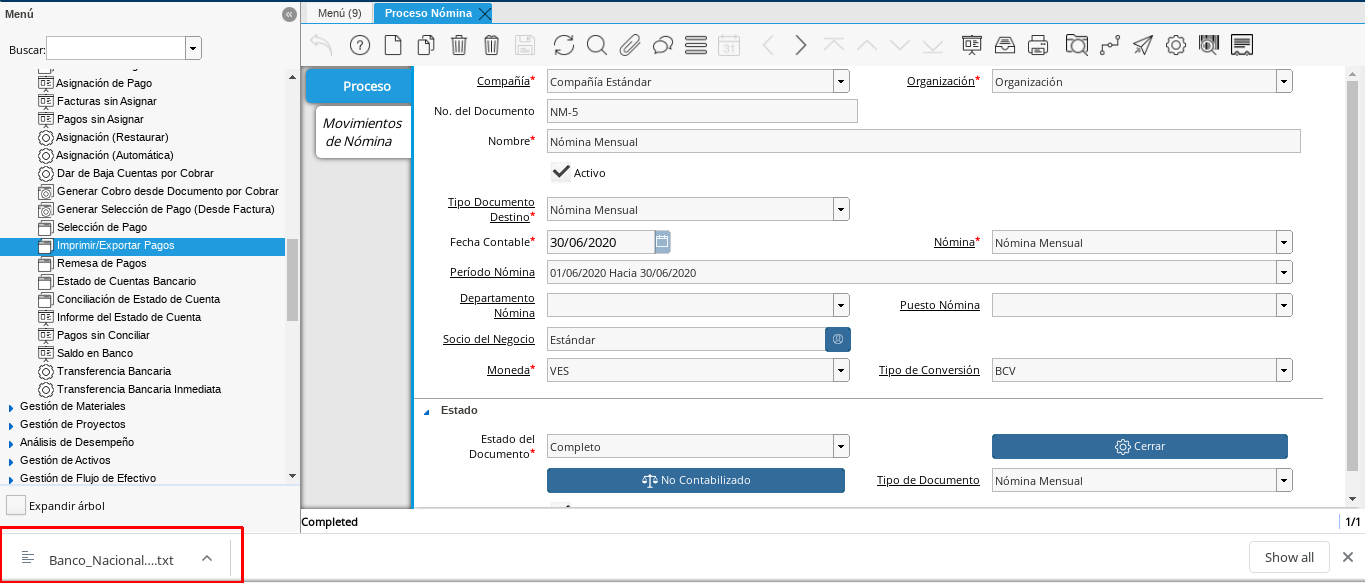 Menú
Buscar:
Asignación de Pago
Facturas sin Asignar
Pagos sin Asignar
Asignación (Restaurar)
Asignación (Automática)
Dar de Baja Cuentas por Cobrar
Generar Cobro desde Documento por Cobrar
Generar Selección de Pago (Desde Factura)
Selección de Pago
Imprimir/Exportar Pagos
Remesa de Pagos
Estado de Cuentas Bancario
Conciliación de Estado de Cuenta
Informe del Estado de Cuenta
Pagos sin Conciliar
Saldo en Banco
Transferencia Bancaria
Transferencia Bancaria Inmediata
Gestión de Materiales
Gestión de Proyectos
Análisis de Desempeño
Gestión de Activos
Gestión de Flujo de Efectivo
Expandir árbol
Menú (9) Proceso Nómina
31
Proceso
Movimientos
de Nómina
Compañía* Compañía Estándar Organización* Organización
No. del Documento NM-5
Nombre* Nómina Mensual
Activo
Tipo Documento
Destino* Nómina Mensual
Fecha Contable* 30/06/2020 Nómina* Nómina Mensual
Período Nómina 01/06/2020 Hacia 30/06/2020
Departamento
Nómina Puesto Nómina
Socio del Negocio Estándar
Moneda* VES Tipo de Conversión BCV
Estado
Estado del
Documento* Completo Cerrar
No Contabilizado Tipo de Documento Nómina Mensual
Completed 1/1
Banco_Nacional....txt Show all